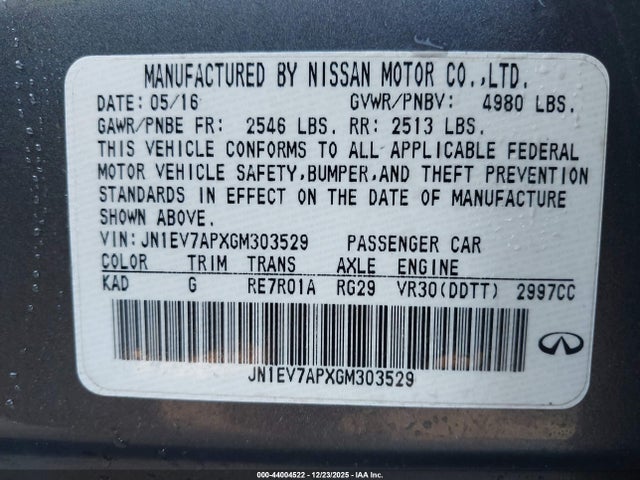 MANUFACTURED BY NISSAN MOTOR CO.,LTD.
DATE: 05/16 GVWR/PNBV: 4980 LBS.
GAWR/PNBE FR: 2546 LBS. RR: 2513 LBS.
THIS VEHICLE CONFORMS TO ALL APPLICABLE FEDERAL
MOTOR VEHICLE SAFETY,BUMPER,AND THEFT PREVENTION
STANDARDS IN EFFECT ON THE DATE OF MANUFACTURE
SHOWN ABOVE.
VIN: JN1EV7APXGM303529 PASSENGER CAR
COLOR TRIM TRANS AXLE ENGINE
KAD G RE7R01A RG29 VR30(DDTT) 2997CC
JN1EV7APXGM303529
000-44004522 - 12/23/2025 - IAA Inc.